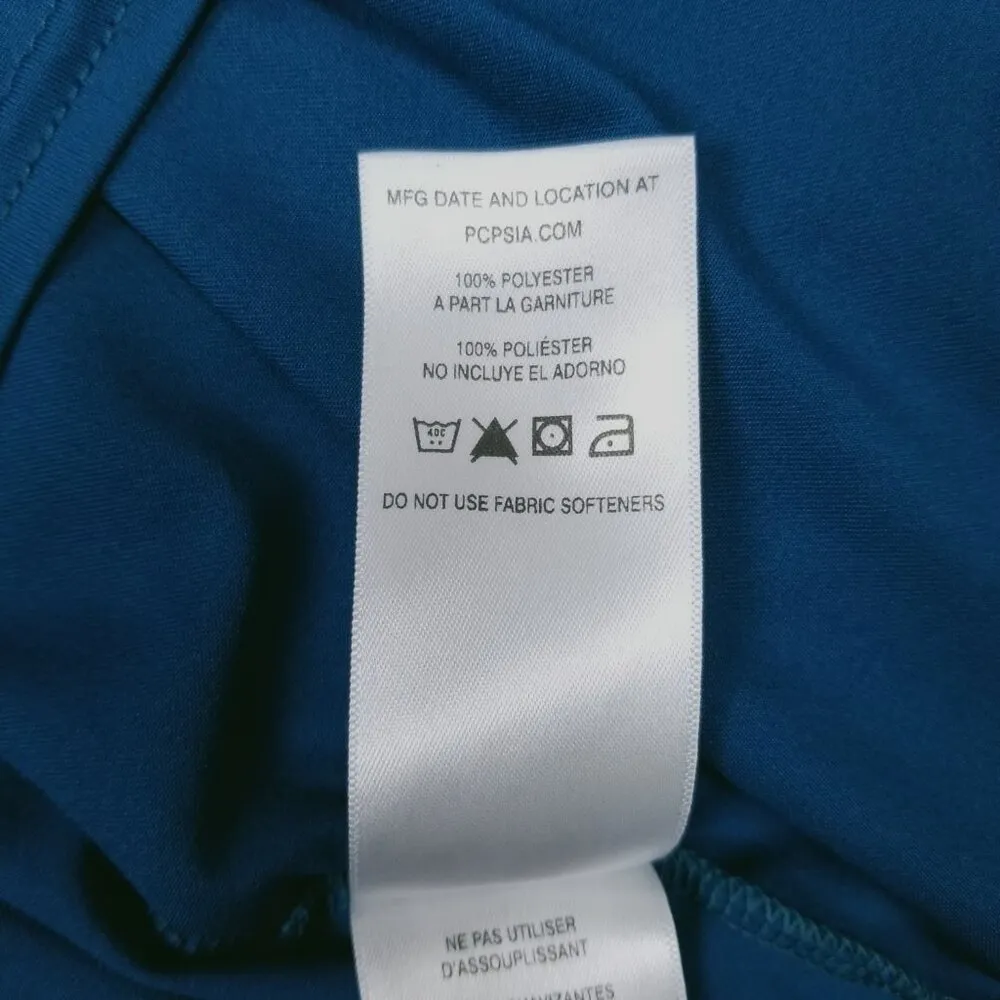 MFG DATE AND LOCATION AT
PCPSIA.COM
100% POLYESTER
A PART LA GARNITURE
100% POLIÉSTER
NO INCLUYE EL ADORNO
40C
DO NOT USE FABRIC SOFTENERS
NE PAS UTILISER
D'ASSOUPLISSANT